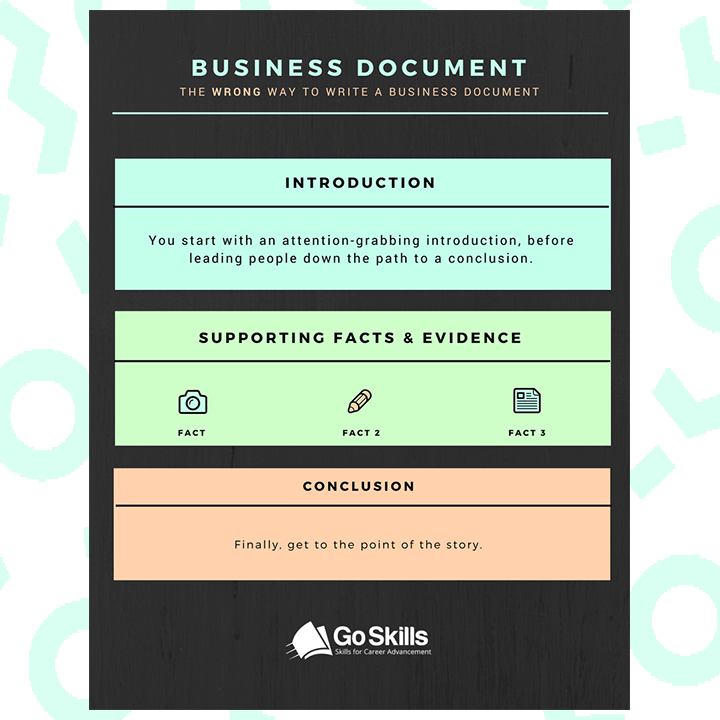 BUSINESS DOCUMENT
THE WRONG WAY TO WRITE A BUSINESS DOCUMENT
INTRODUCTION
You start with an attention-grabbing introduction, before
leading people down the path to a conclusion.
SUPPORTING FACTS & EVIDENCE
FACT
FACT 2
FACT 3
CONCLUSION
Finally, get to the point of the story.
Go Skills
Skills for Career Advancement